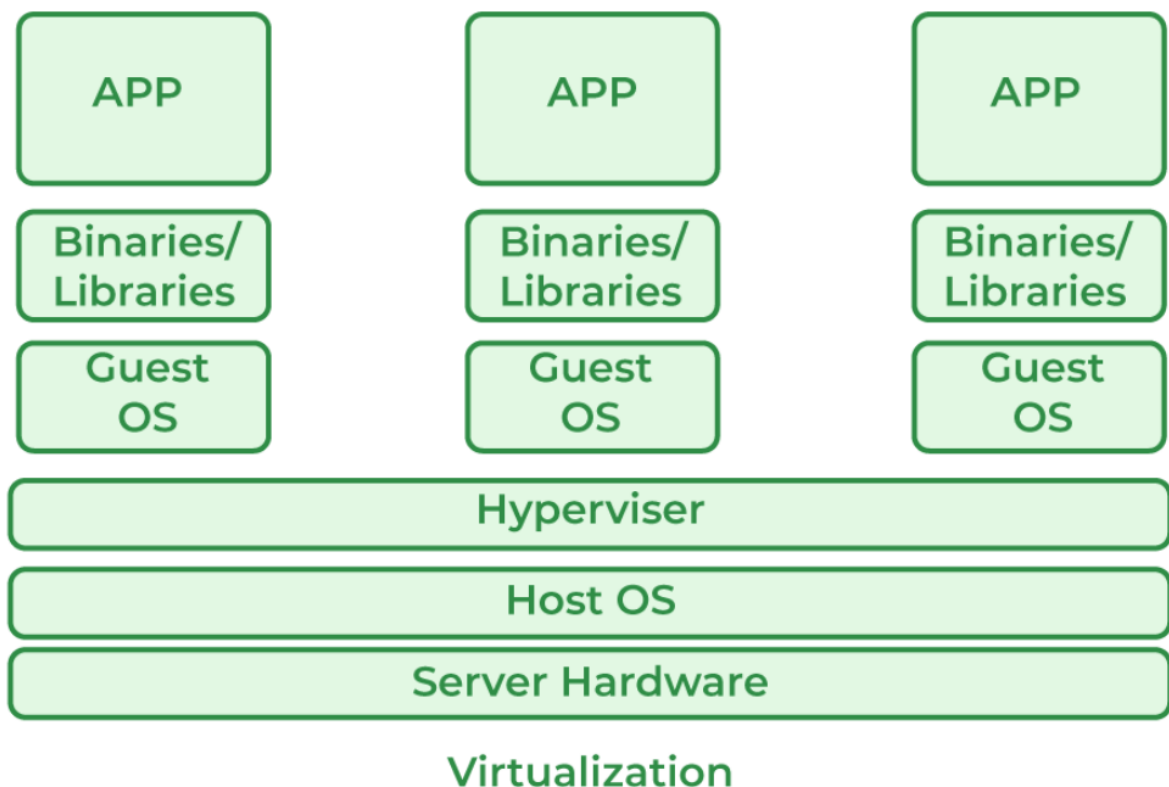 APP APP APP
Binaries/ Binaries/ Binaries/
Libraries Libraries Libraries
Guest Guest Guest
OS OS OS
Hyperviser
Host OS
Server Hardware
Virtualization